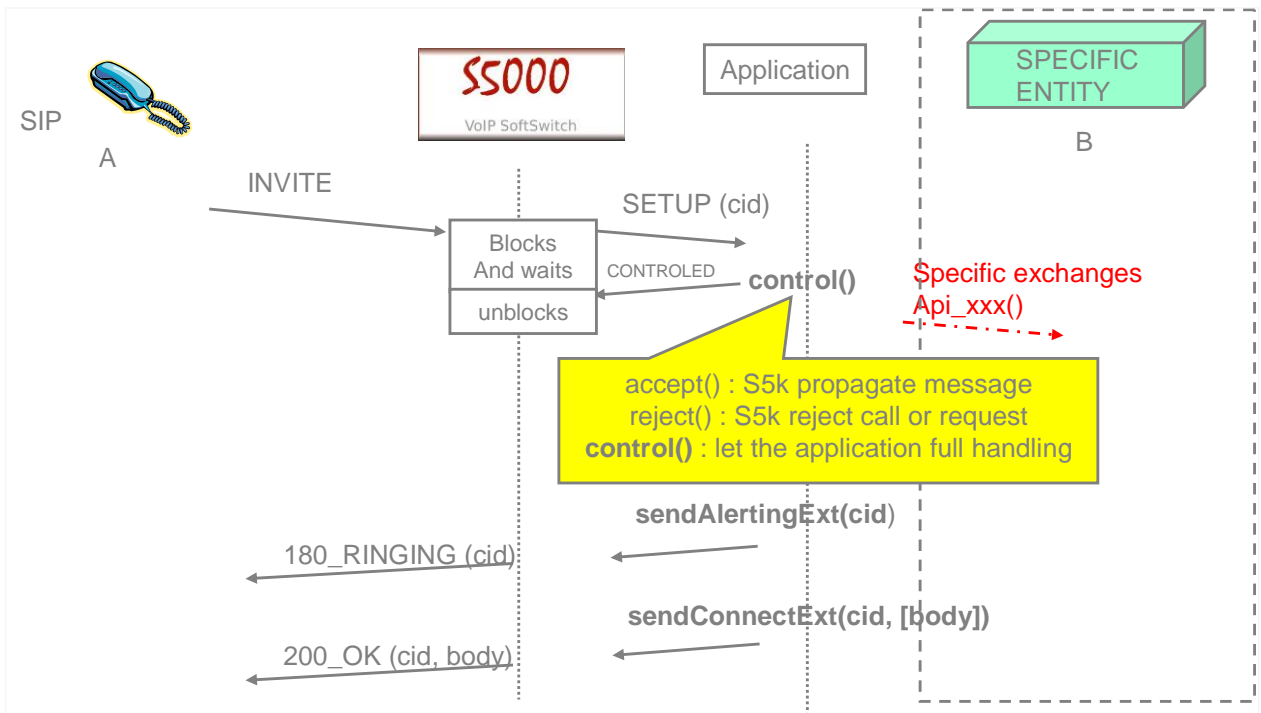 SIP
A
S5000
VoIP SoftSwitch
Application
SPECIFIC
ENTITY
B
INVITE
SETUP (cid)
Blocks
And waits
CONTROLED
control()
unblocks
Specific exchanges
Api_xxx()
accept() : S5k propagate message
reject() : S5k reject call or request
control() : let the application full handling
sendAlertingExt(cid)
180_RINGING (cid)
sendConnectExt(cid, [body])
200_OK (cid, body)